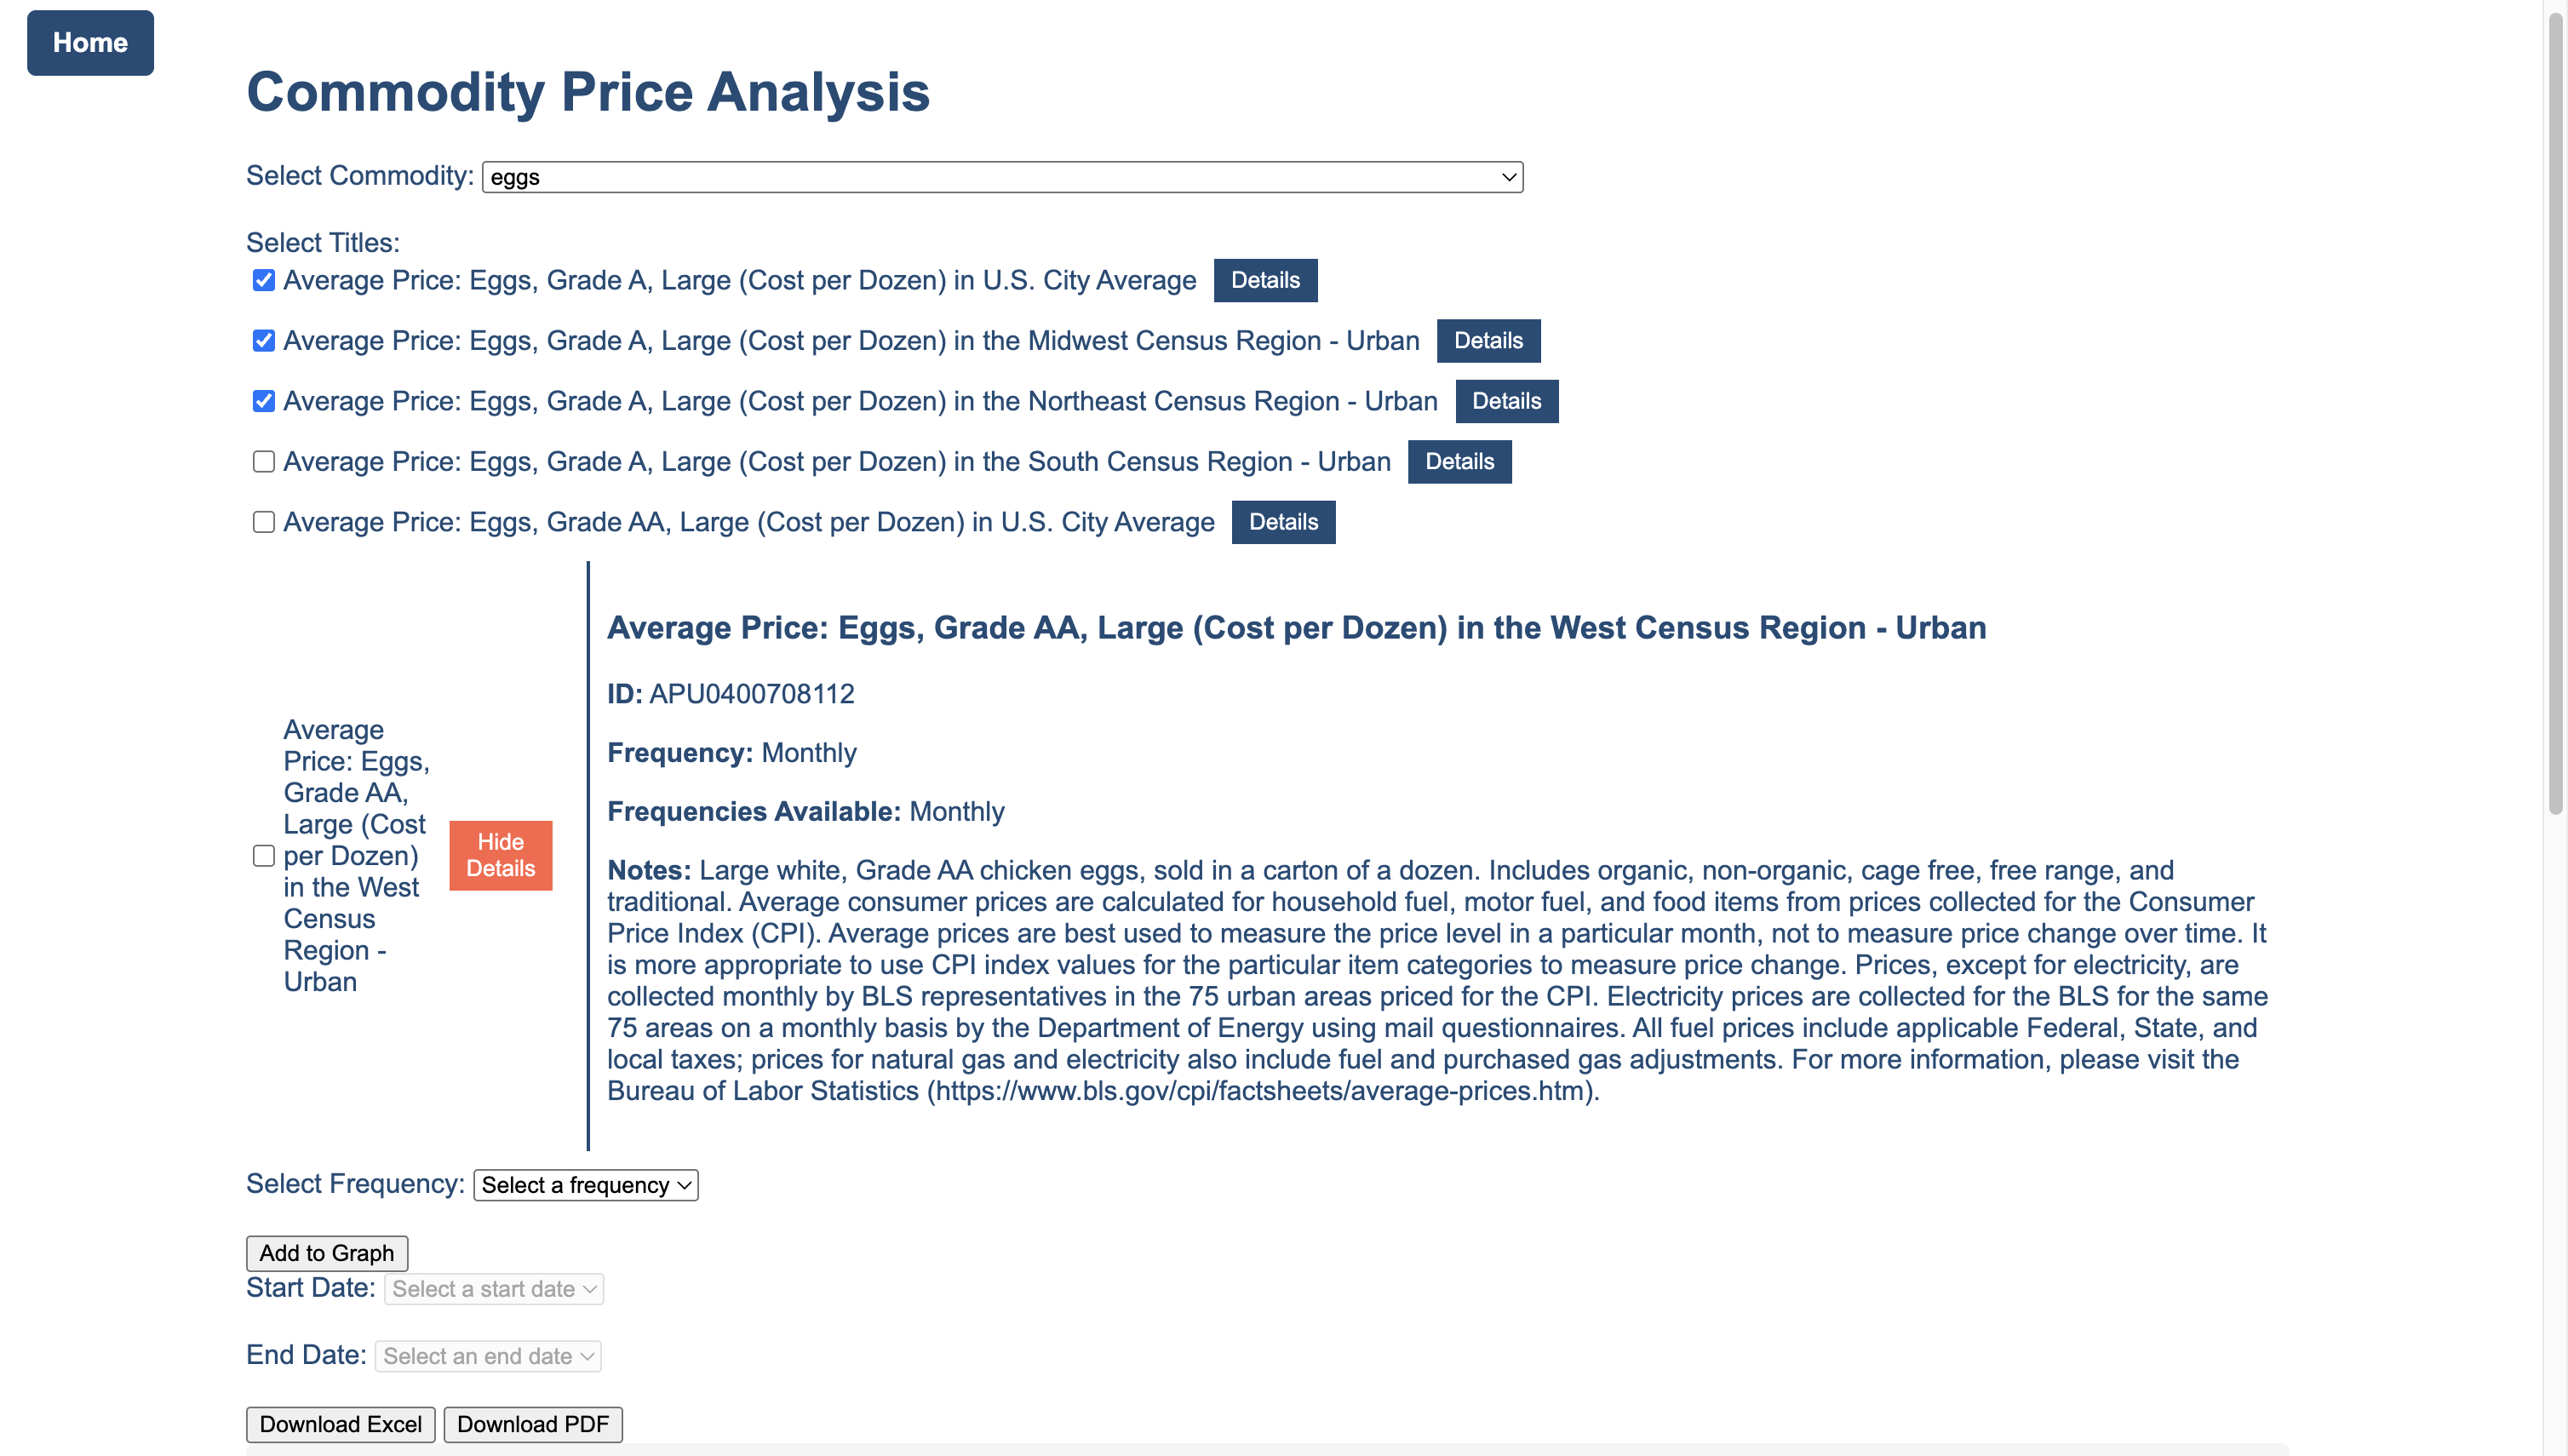 Home
Commodity Price Analysis
Select Commodity: eggs
Select Titles:
Average Price: Eggs, Grade A, Large (Cost per Dozen) in U.S. City Average Details
Average Price: Eggs, Grade A, Large (Cost per Dozen) in the Midwest Census Region - Urban Details
Average Price: Eggs, Grade A, Large (Cost per Dozen) in the Northeast Census Region - Urban Details
Average Price: Eggs, Grade A, Large (Cost per Dozen) in the South Census Region - Urban Details
Average Price: Eggs, Grade AA, Large (Cost per Dozen) in U.S. City Average Details
Average
Price: Eggs,
Grade AA,
Large (Cost
per Dozen)
in the West
Census
Region -
Urban
Hide
Details
Average Price: Eggs, Grade AA, Large (Cost per Dozen) in the West Census Region - Urban
ID: APU0400708112
Frequency: Monthly
Frequencies Available: Monthly
Notes: Large white, Grade AA chicken eggs, sold in a carton of a dozen. Includes organic, non-organic, cage free, free range, and
traditional. Average consumer prices are calculated for household fuel, motor fuel, and food items from prices collected for the Consumer
Price Index (CPI). Average prices are best used to measure the price level in a particular month, not to measure price change over time. It
is more appropriate to use CPI index values for the particular item categories to measure price change. Prices, except for electricity, are
collected monthly by BLS representatives in the 75 urban areas priced for the CPI. Electricity prices are collected for the BLS for the same
75 areas on a monthly basis by the Department of Energy using mail questionnaires. All fuel prices include applicable Federal, State, and
local taxes; prices for natural gas and electricity also include fuel and purchased gas adjustments. For more information, please visit the
Bureau of Labor Statistics (https://www.bls.gov/cpi/factsheets/average-prices.htm).
Select Frequency: Select a frequency
Add to Graph
Start Date: Select a start date
End Date: Select an end date
Download Excel Download PDF